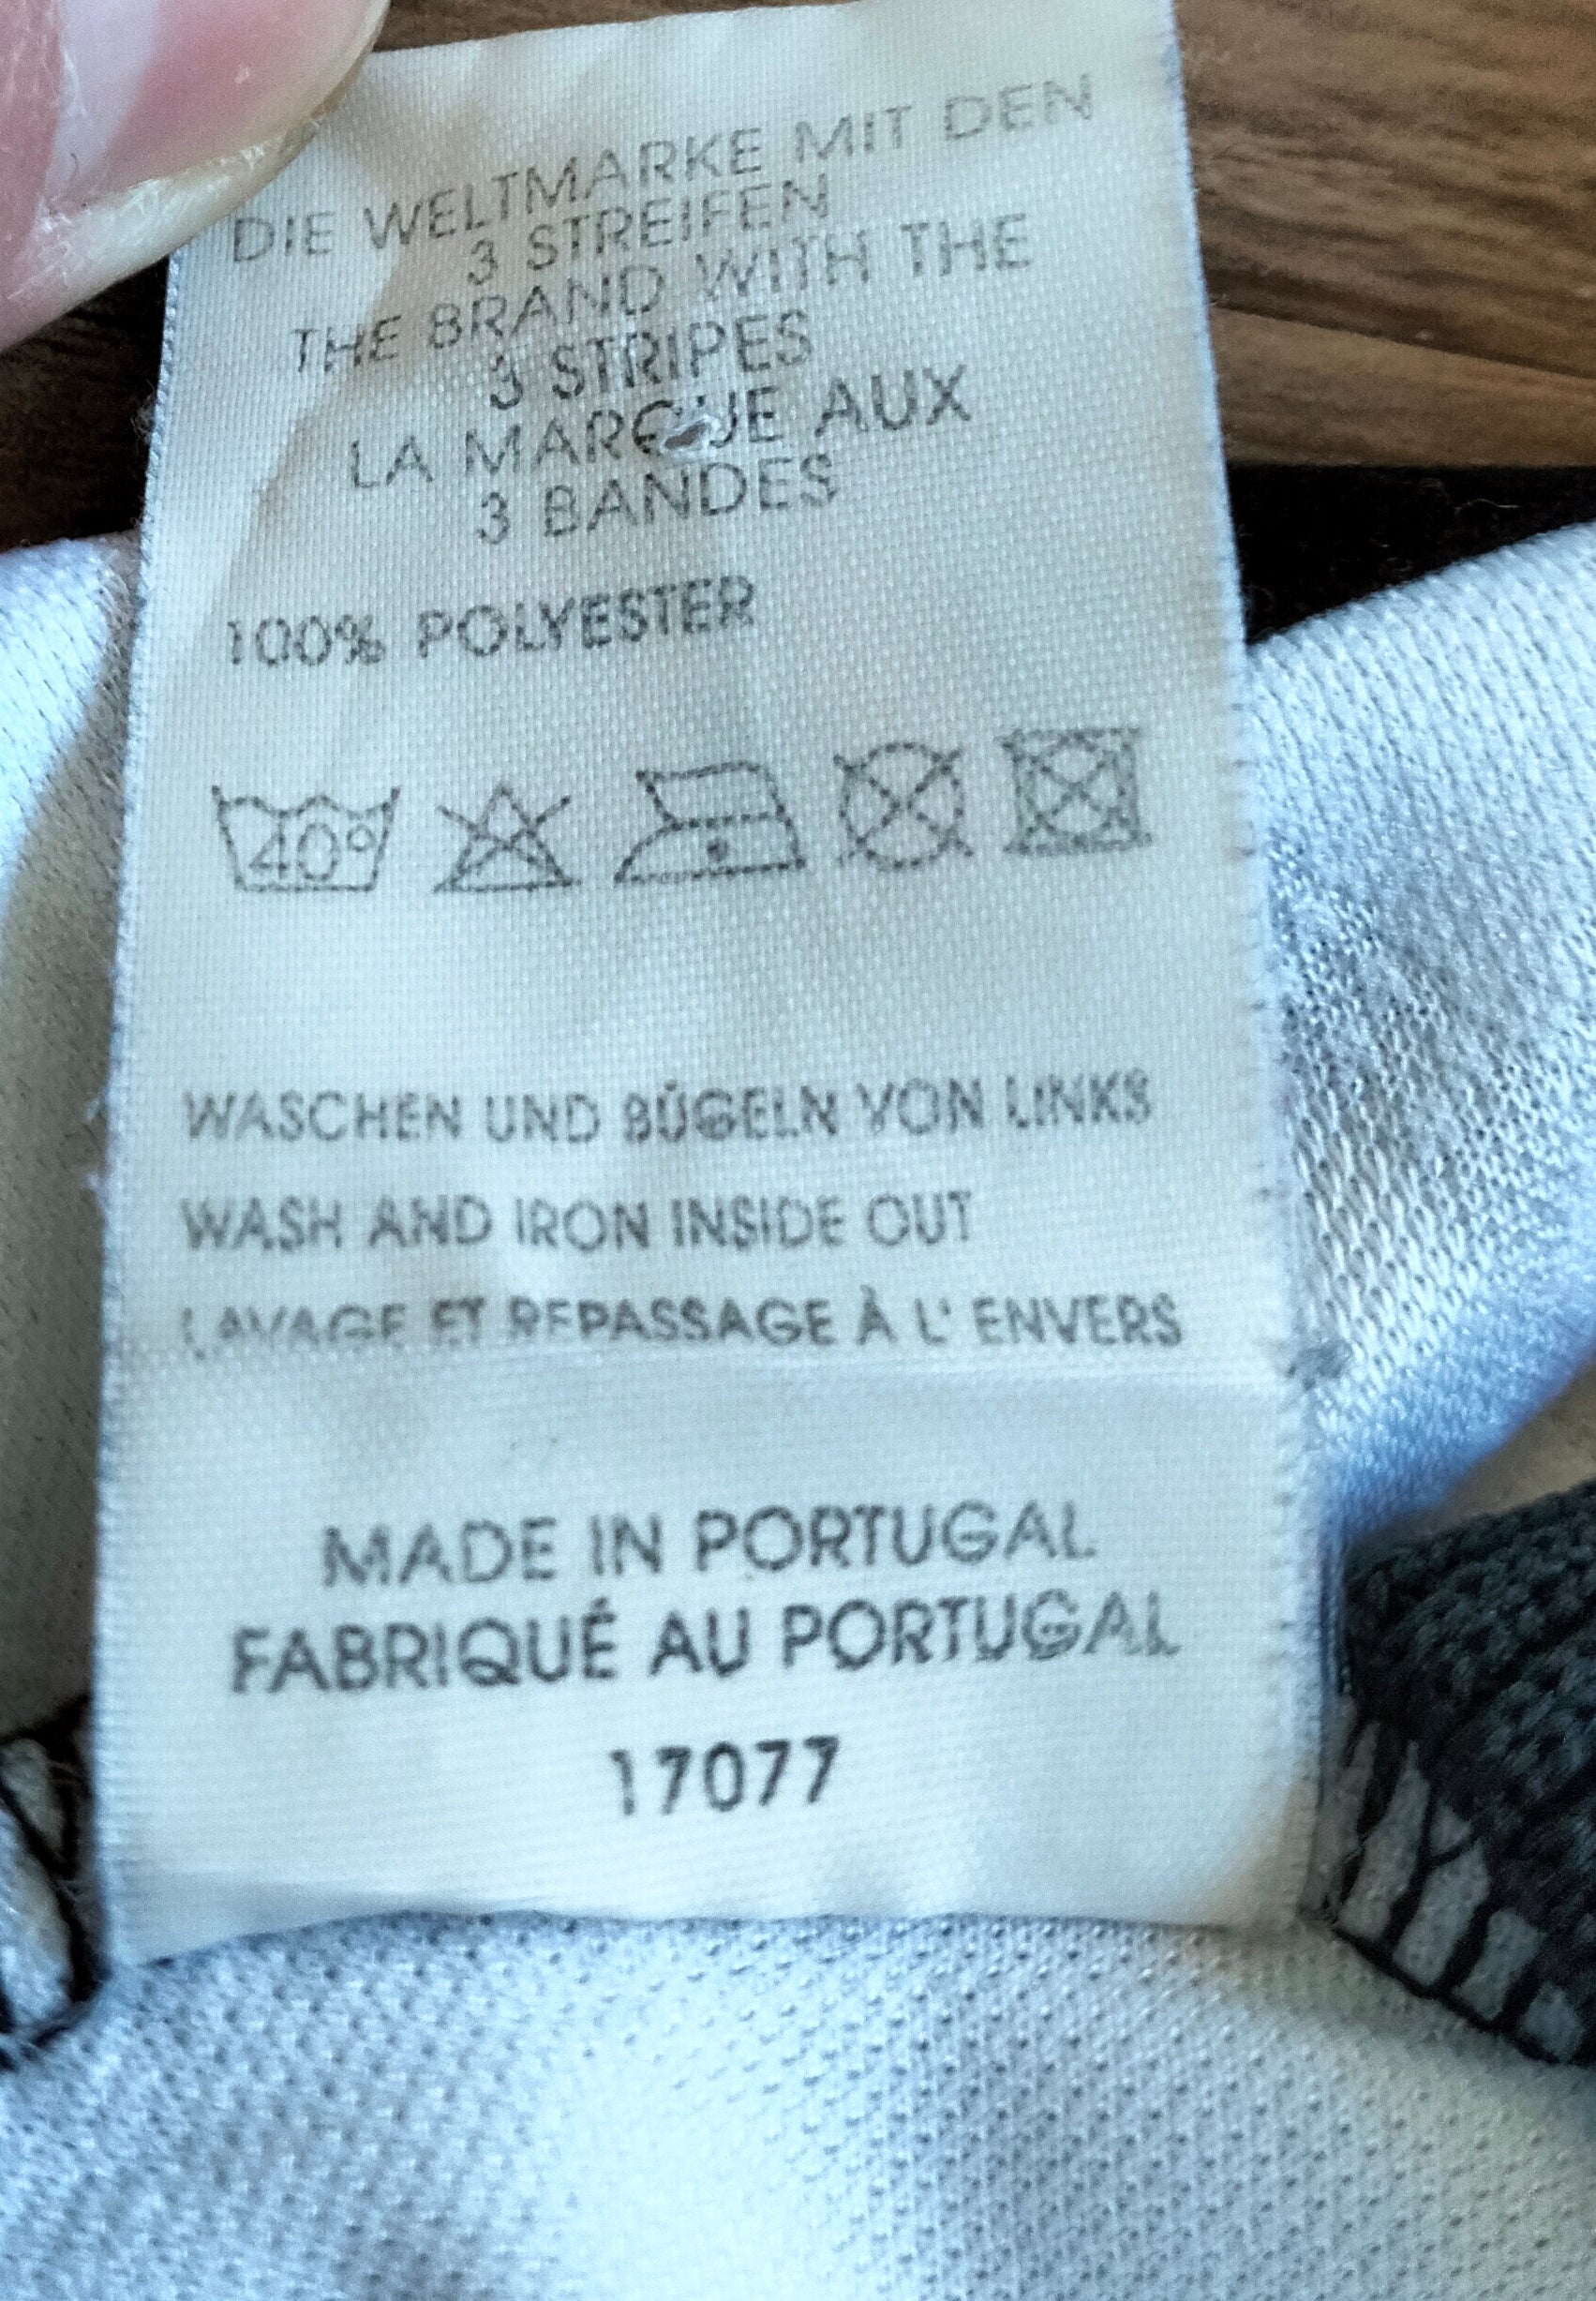 DIE WELTMARKE MIT DEN
3 STREIFEN
THE BRAND WITH THE
3 STRIPES
LA MARQUE AUX
3 BANDES
100% POLYESTER
40°
WASCHEN UND BÜGELN VON LINKS
WASH AND IRON INSIDE OUT
LAVAGE ET REPASSAGE À L' ENVERS
MADE IN PORTUGAL
FABRIQUÉ AU PORTUGAL
17077